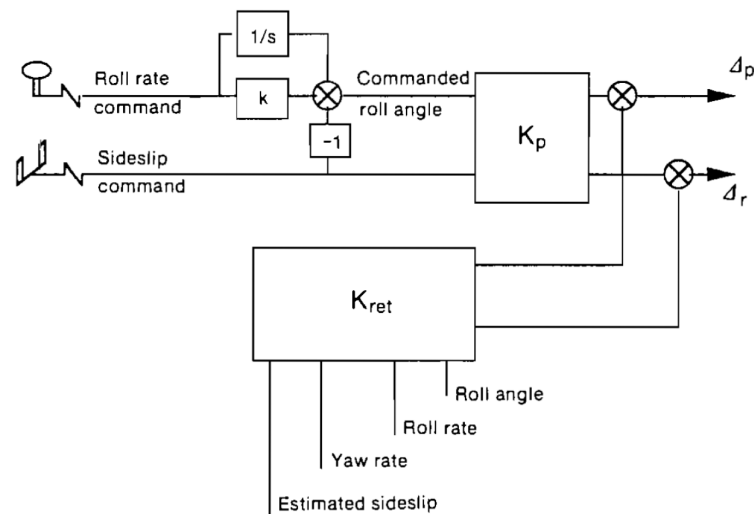 1/s
Roll rate
command
k
Commanded
roll angle
K_p
Δp
−1
Sideslip
command
Δr
K_ret
Roll angle
Roll rate
Yaw rate
Estimated sideslip